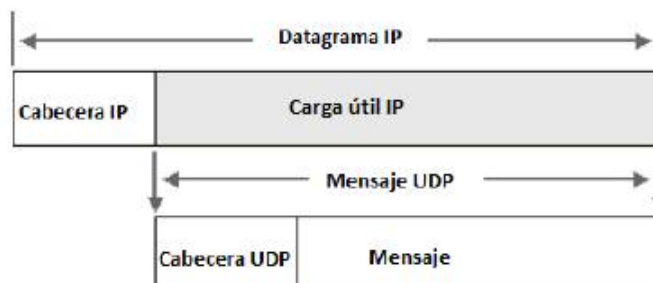 Datagrama IP
Cabecera IP
Carga útil IP
Mensaje UDP
Cabecera UDP
Mensaje